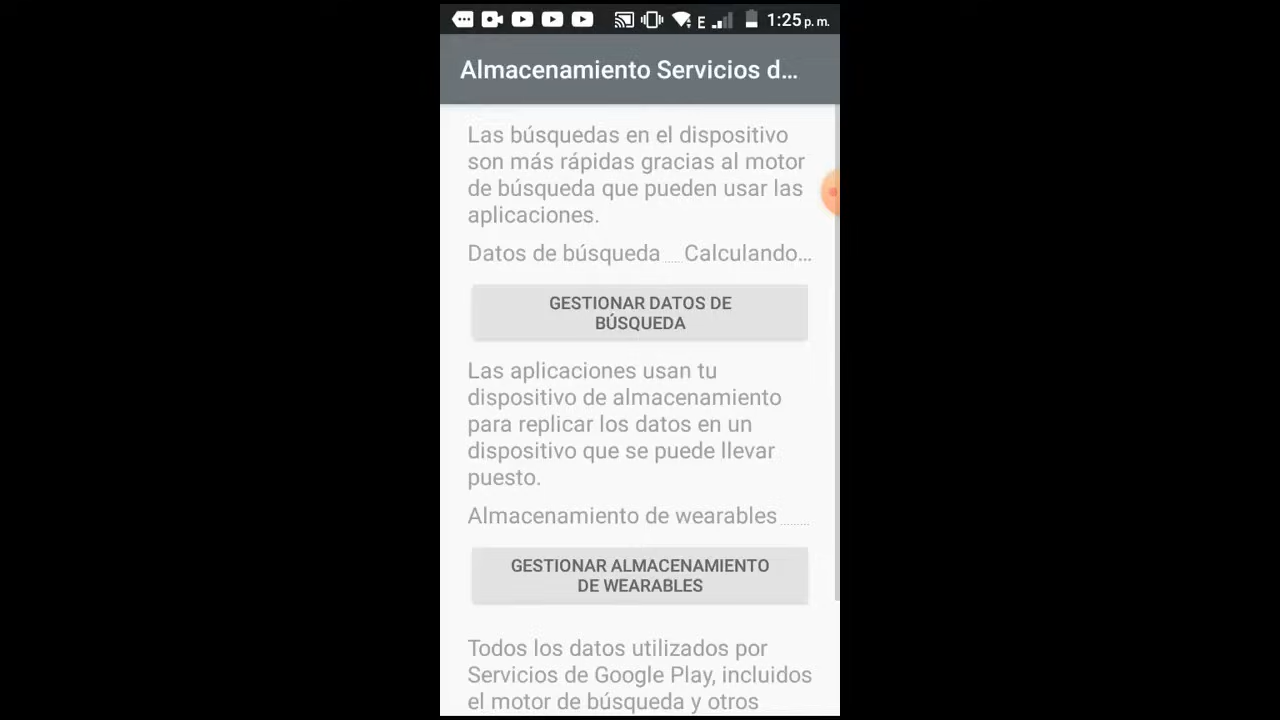 E 1:25 p. m.
Almacenamiento Servicios d...
Las búsquedas en el dispositivo
son más rápidas gracias al motor
de búsqueda que pueden usar las
aplicaciones.
Datos de búsqueda Calculando...
GESTIONAR DATOS DE
BÚSQUEDA
Las aplicaciones usan tu
dispositivo de almacenamiento
para replicar los datos en un
dispositivo que se puede llevar
puesto.
Almacenamiento de wearables
GESTIONAR ALMACENAMIENTO
DE WEARABLES
Todos los datos utilizados por
Servicios de Google Play, incluidos
el motor de búsqueda y otros